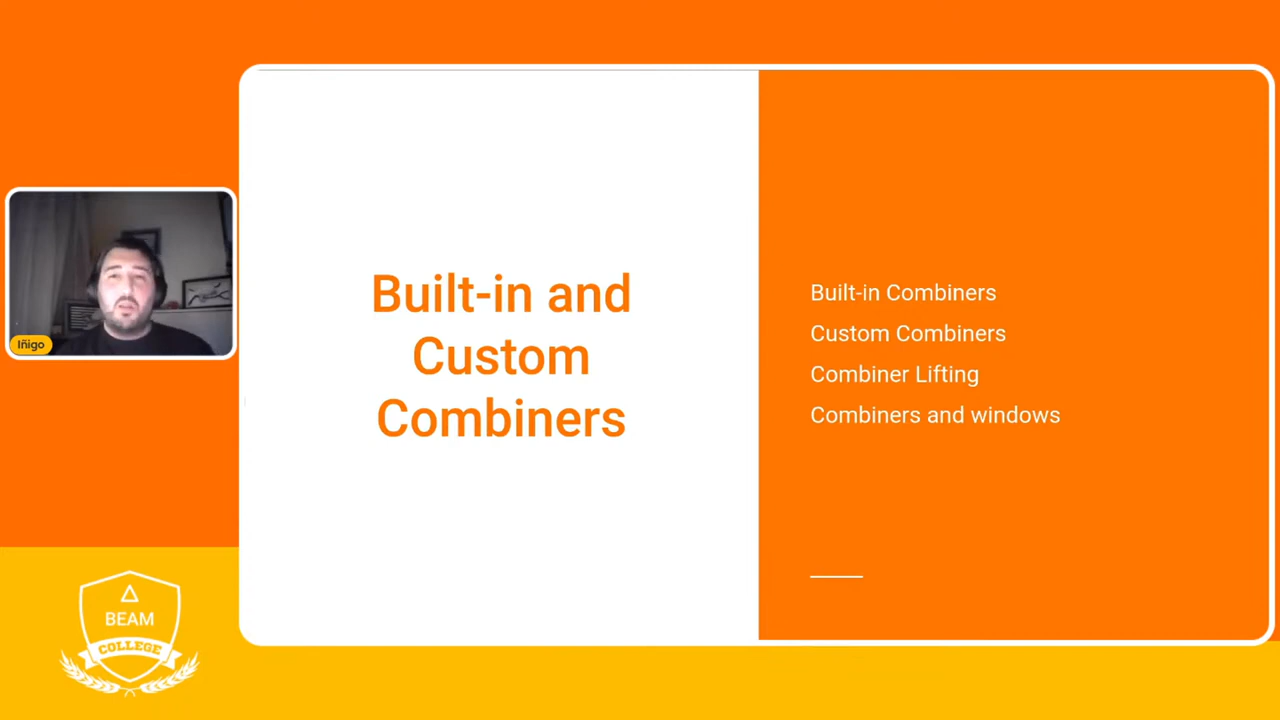 Built-in and
Custom
Combiners
Built-in Combiners
Custom Combiners
Combiner Lifting
Combiners and windows
Iñigo
BEAM
COLLEGE